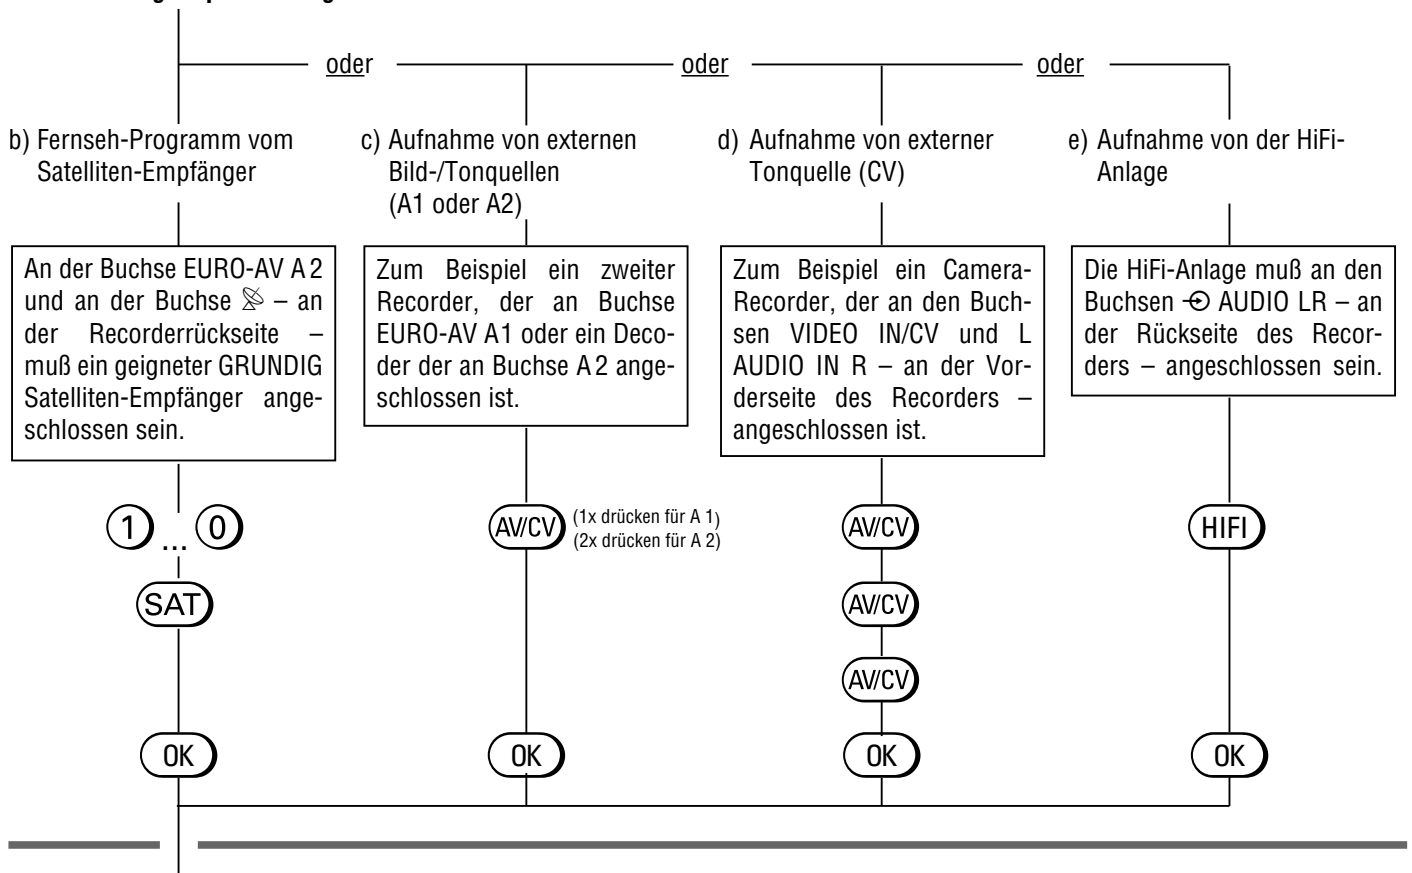 oder
oder
oder
b) Fernseh-Programm vom
Satelliten-Empfänger
An der Buchse EURO-AV A 2
und an der Buchse – an
der Recorderrückseite –
muß ein geigneter GRUNDIG
Satelliten-Empfänger ange-
schlossen sein.
1 ... 0
SAT
OK
c) Aufnahme von externen
Bild-/Tonquellen
(A1 oder A2)
Zum Beispiel ein zweiter
Recorder, der an Buchse
EURO-AV A1 oder ein Deco-
der der an Buchse A 2 ange-
schlossen ist.
AV/CV
(1x drücken für A 1)
(2x drücken für A 2)
OK
d) Aufnahme von externer
Tonquelle (CV)
Zum Beispiel ein Camera-
Recorder, der an den Buch-
sen VIDEO IN/CV und L
AUDIO IN R – an der Vor-
derseite des Recorders –
angeschlossen ist.
AV/CV
AV/CV
AV/CV
OK
e) Aufnahme von der HiFi-
Anlage
Die HiFi-Anlage muß an den
Buchsen AUDIO LR – an
der Rückseite des Recor-
ders – angeschlossen sein.
HIFI
OK